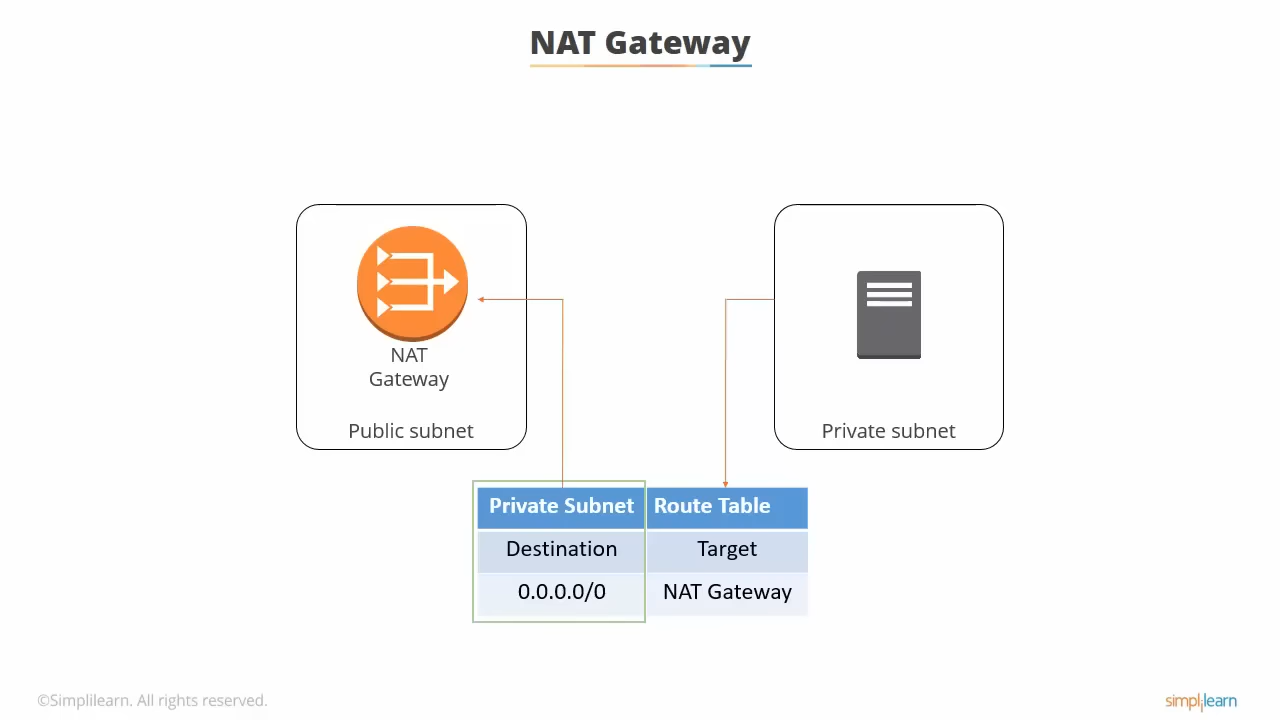 NAT Gateway
NAT
Gateway
Public subnet
Private subnet
Private Subnet Route Table
Destination Target
0.0.0.0/0 NAT Gateway
©Simplilearn. All rights reserved.
simplilearn